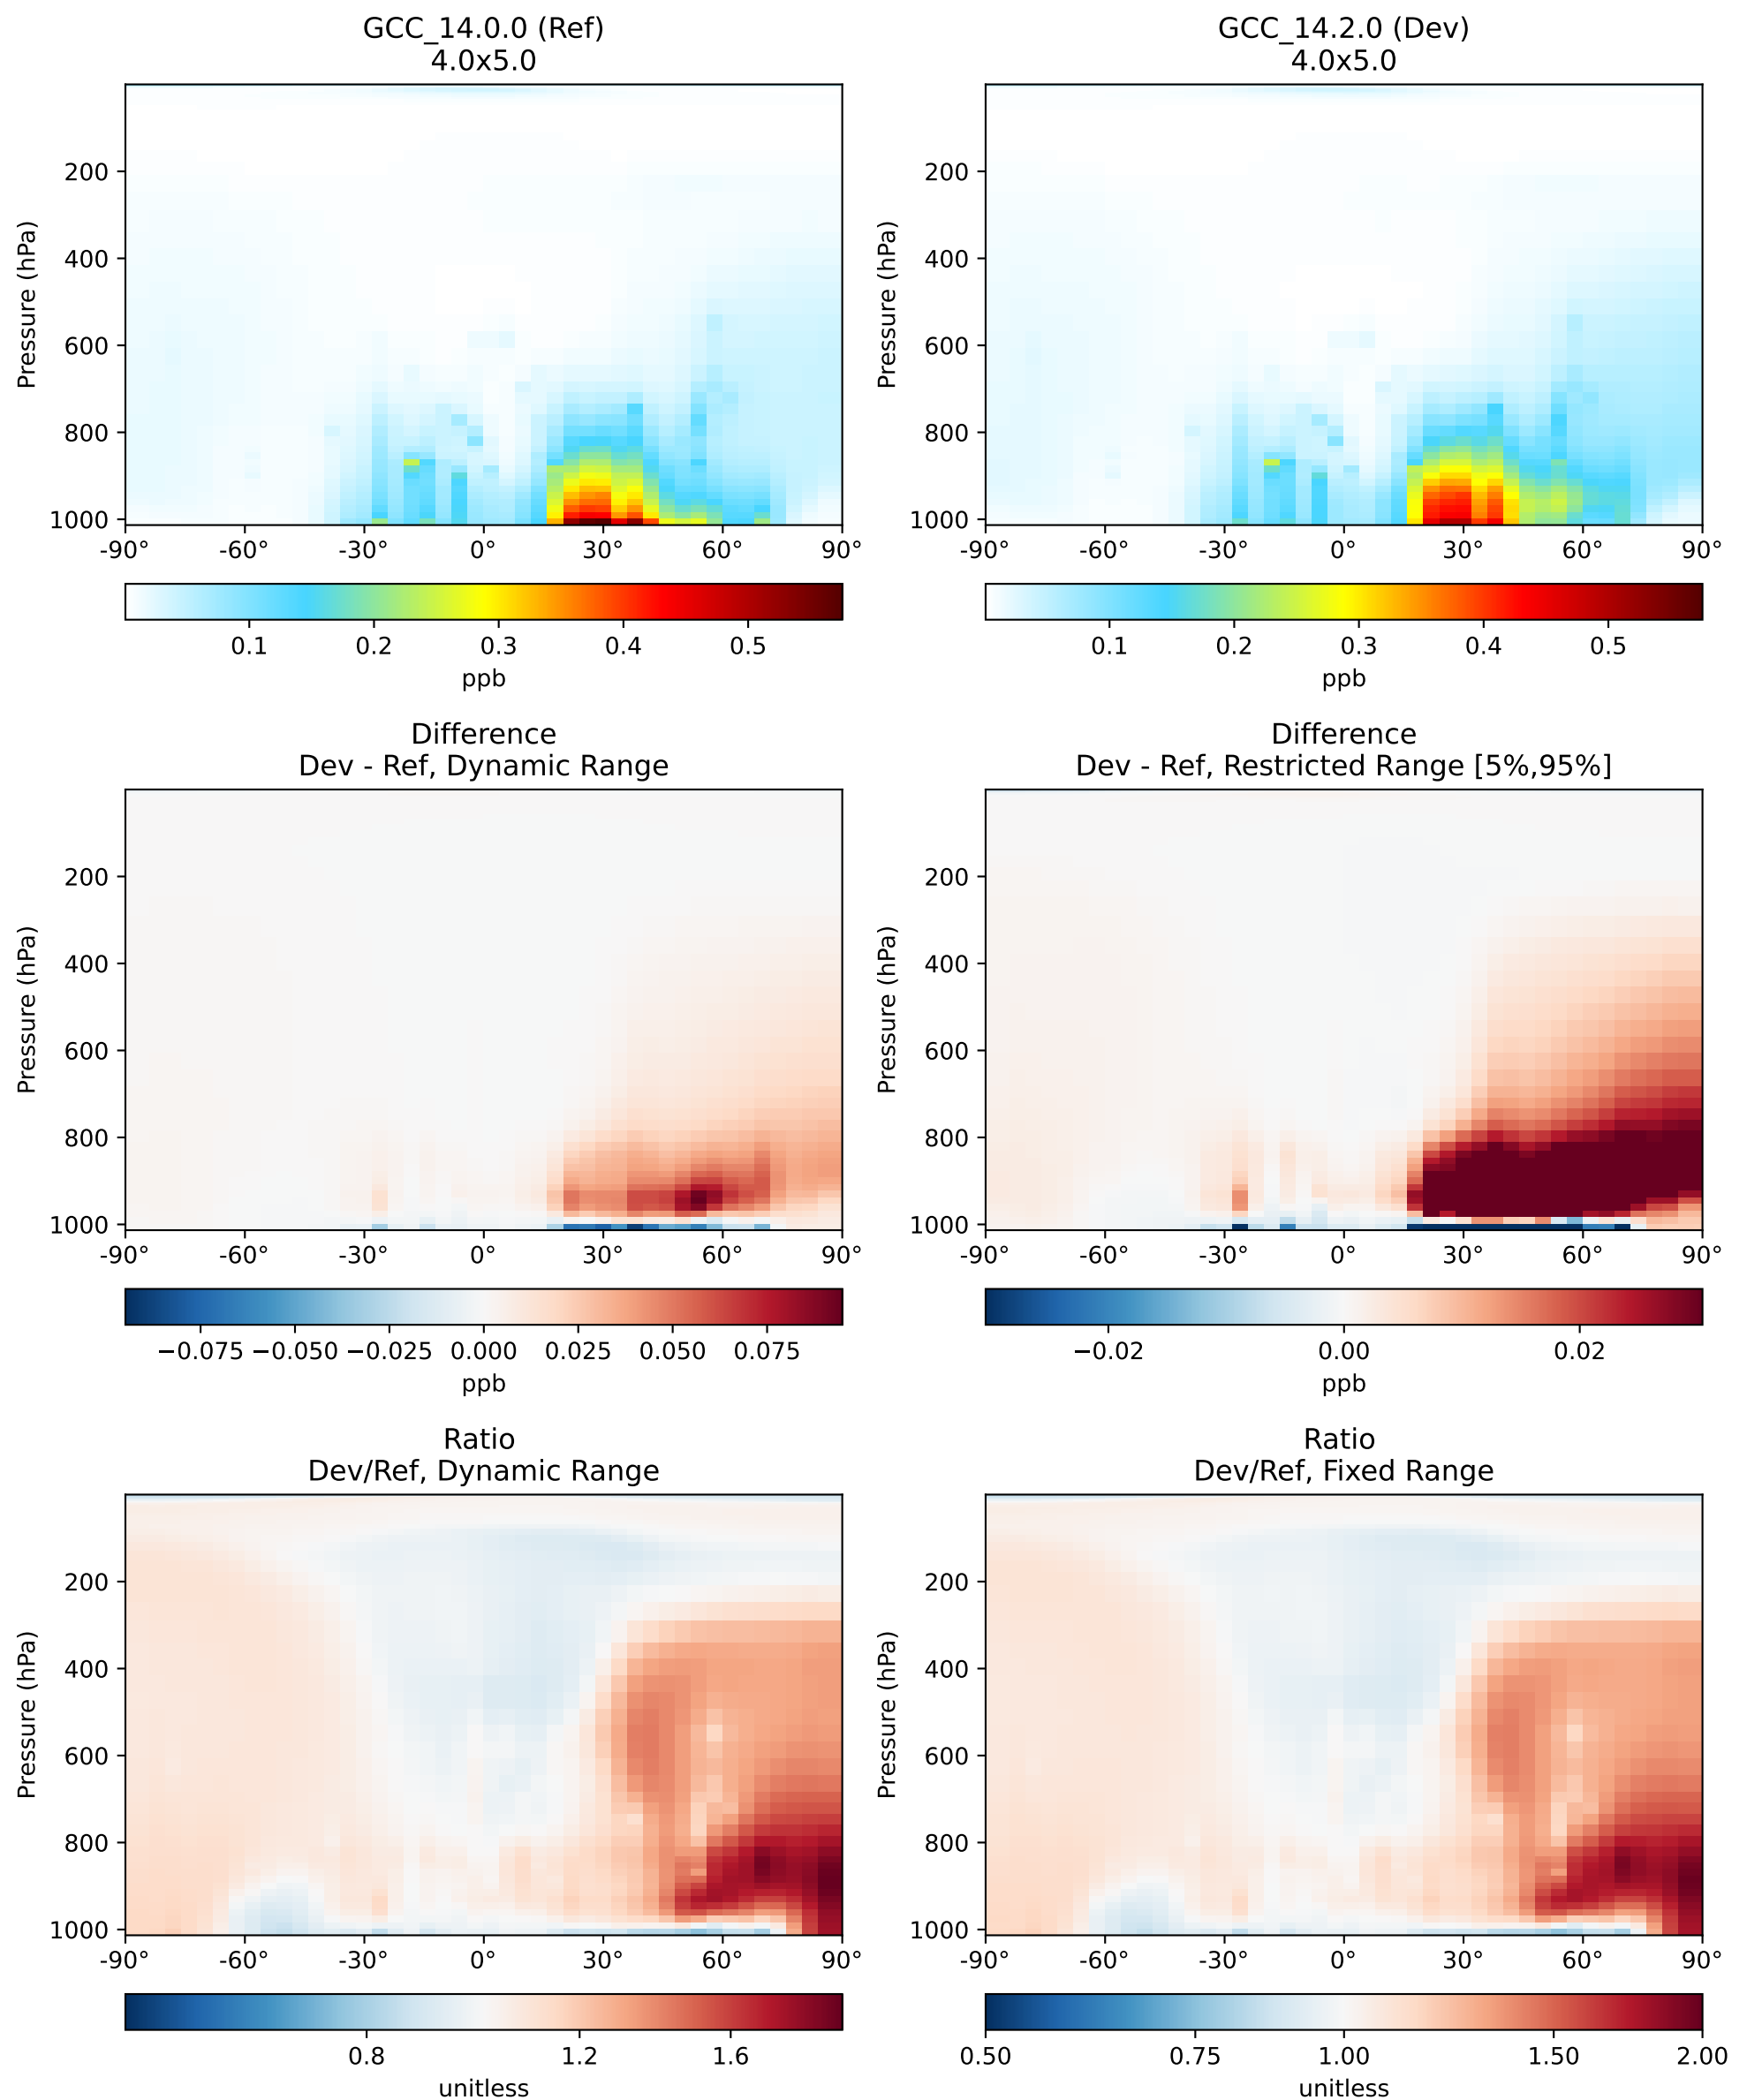 GCC_14.0.0 (Ref)
4.0x5.0
Pressure (hPa)
200
400
600
800
1000
-90° -60° -30° 0° 30° 60° 90°
0.1 0.2 0.3 0.4 0.5
ppb
GCC_14.2.0 (Dev)
4.0x5.0
Pressure (hPa)
200
400
600
800
1000
-90° -60° -30° 0° 30° 60° 90°
0.1 0.2 0.3 0.4 0.5
ppb
Difference
Dev - Ref, Dynamic Range
Pressure (hPa)
200
400
600
800
1000
-90° -60° -30° 0° 30° 60° 90°
−0.075 −0.050 −0.025 0.000 0.025 0.050 0.075
ppb
Difference
Dev - Ref, Restricted Range [5%,95%]
Pressure (hPa)
200
400
600
800
1000
-90° -60° -30° 0° 30° 60° 90°
−0.02 0.00 0.02
ppb
Ratio
Dev/Ref, Dynamic Range
Pressure (hPa)
200
400
600
800
1000
-90° -60° -30° 0° 30° 60° 90°
0.8 1.2 1.6
unitless
Ratio
Dev/Ref, Fixed Range
Pressure (hPa)
200
400
600
800
1000
-90° -60° -30° 0° 30° 60° 90°
0.50 0.75 1.00 1.50 2.00
unitless